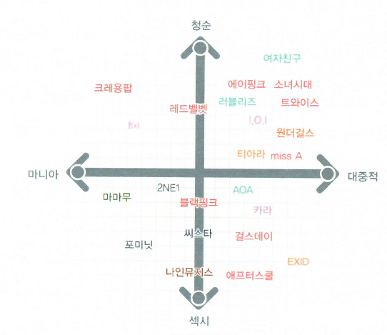 청순
여자친구
크레용팝
에이핑크 소녀시대
레드벨벳 러블리즈 트와이스
f(x) I.O.I
원더걸스
티아라 miss A
마니아 대중적
2NE1 AOA
마마무
블랙핑크
카라
씨스타 걸스데이
포미닛
EXID
나인뮤지스 애프터스쿨
섹시